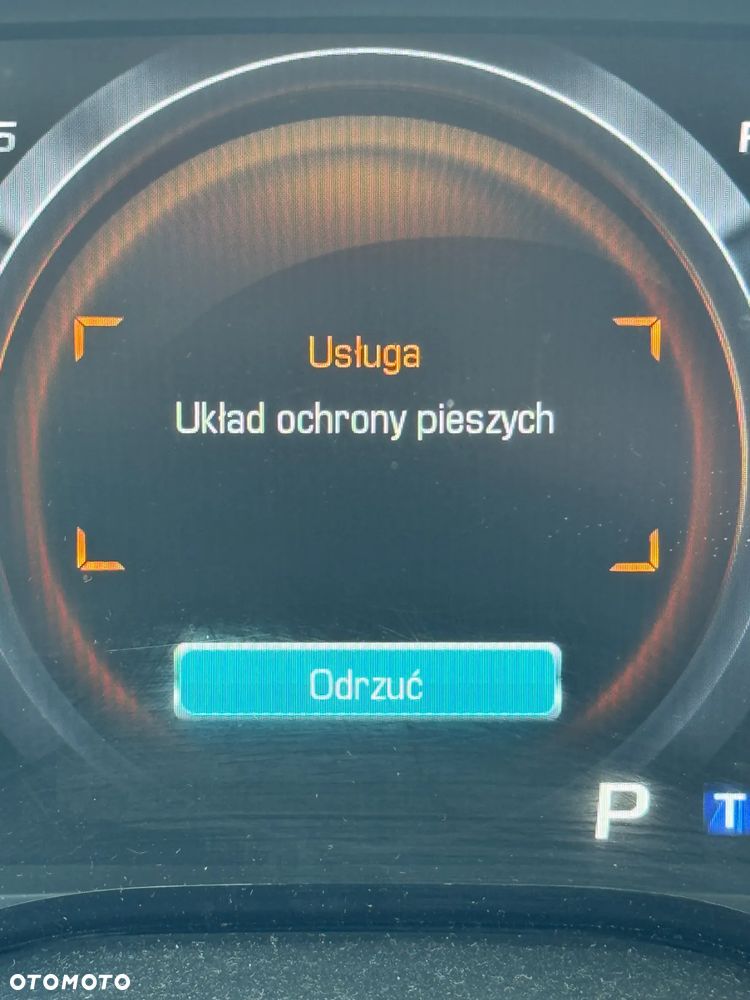 Usługa
Układ ochrony pieszych
Odrzuć
P
T
OTOMOTO